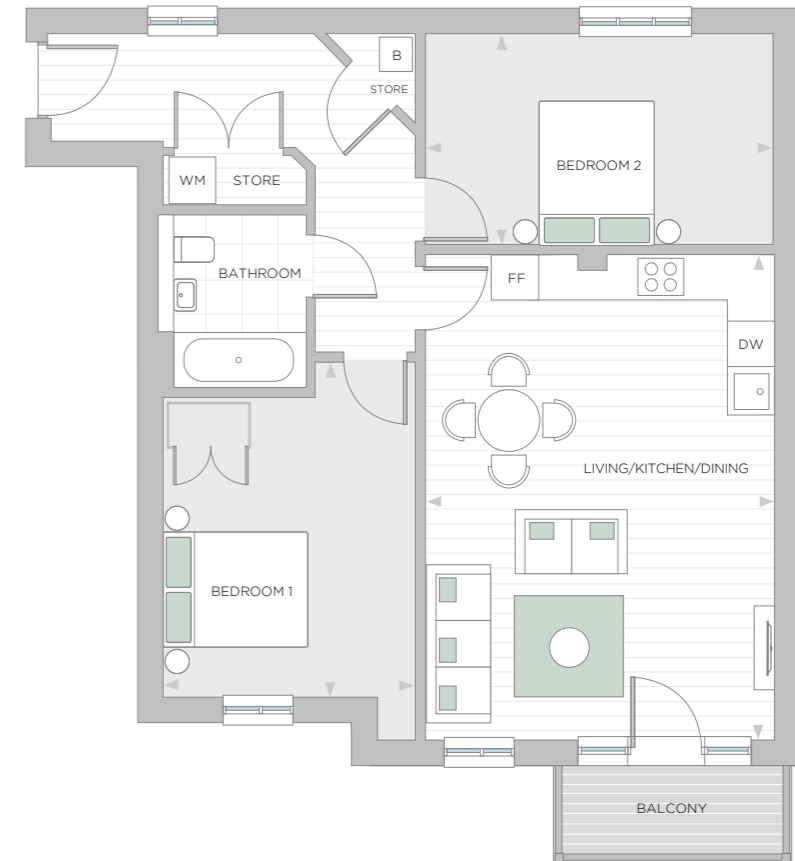 B
STORE
WM
STORE
BEDROOM 2
BATHROOM
FF
DW
LIVING/KITCHEN/DINING
BEDROOM 1
BALCONY